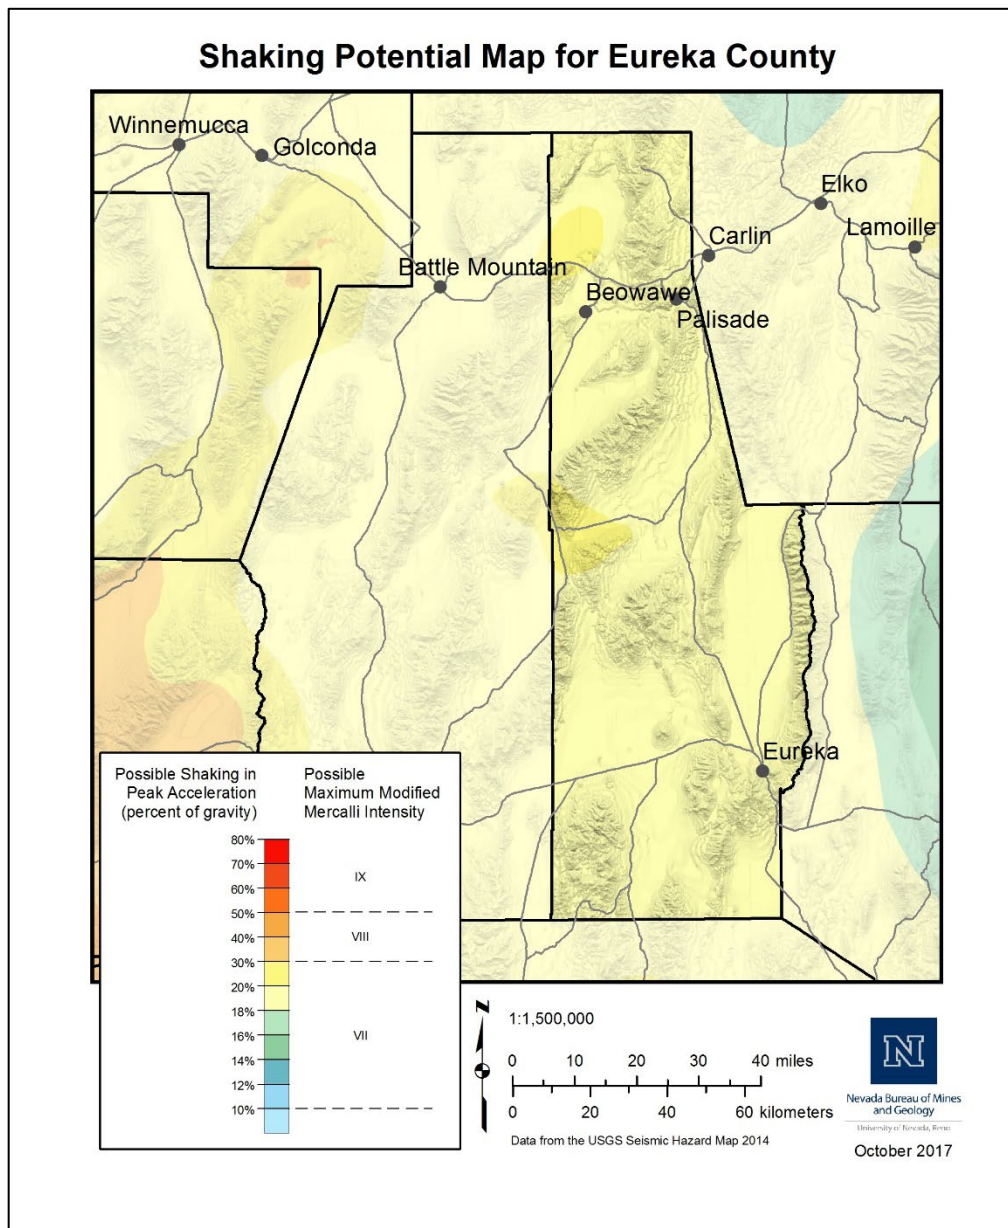 Shaking Potential Map for Eureka County
Winnemucca
Golconda
Elko
Lamoille
Carlin
Battle Mountain
Beowawe
Palisade
Eureka
Possible Shaking in
Peak Acceleration
(percent of gravity)
Possible
Maximum Modified
Mercalli Intensity
80%
70%
60%
IX
50%
40%
VIII
30%
20%
18%
16%
VII
14%
12%
10%
N
1:1,500,000
0 10 20 30 40 miles
0 20 40 60 kilometers
Data from the USGS Seismic Hazard Map 2014
N
Nevada Bureau of Mines
and Geology
University of Nevada, Reno
October 2017